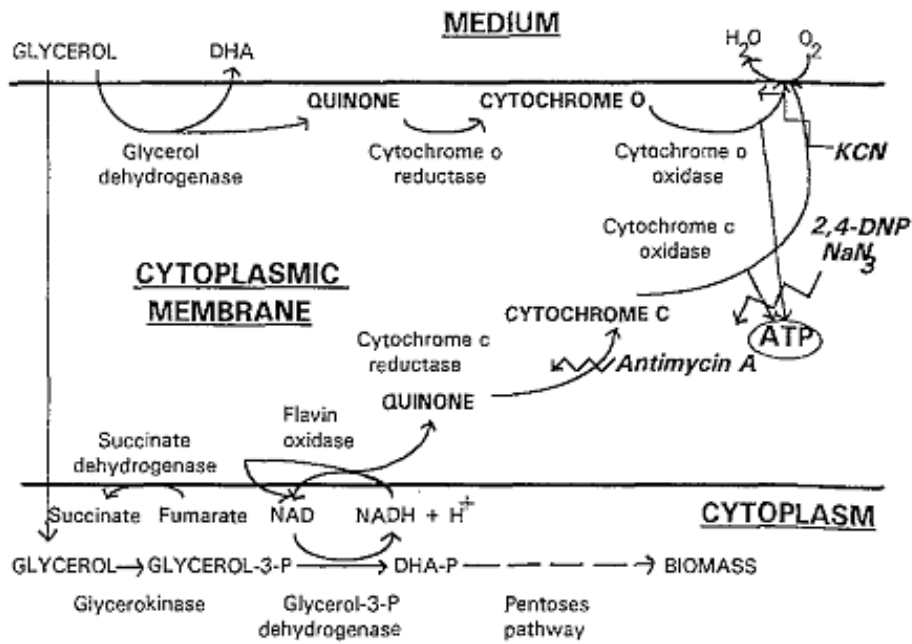 MEDIUM
GLYCEROL DHA H2O O2
QUINONE CYTOCHROME O
Glycerol
dehydrogenase
Cytochrome o
reductase
Cytochrome o
oxidase
KCN
Cytochrome c
oxidase
2,4-DNP
NaN3
CYTOPLASMIC
MEMBRANE
CYTOCHROME C
ATP
Cytochrome c
reductase
Antimycin A
QUINONE
Flavin
oxidase
Succinate
dehydrogenase
Succinate Fumarate NAD NADH + H+
CYTOPLASM
GLYCEROL GLYCEROL-3-P DHA-P BIOMASS
Glycerokinase
Glycerol-3-P
dehydrogenase
Pentoses
pathway